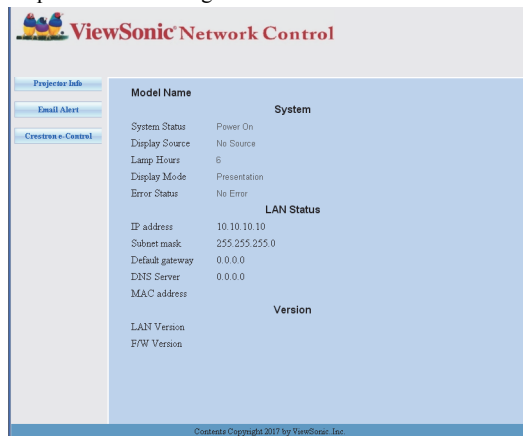 ViewSonic® Network Control
Projector Info
Email Alert
Crestron e-Control
Model Name
System
System Status Power On
Display Source No Source
Lamp Hours 6
Display Mode Presentation
Error Status No Error
LAN Status
IP address 10.10.10.10
Subnet mask 255.255.255.0
Default gateway 0.0.0.0
DNS Server 0.0.0.0
MAC address
Version
LAN Version
F/W Version
Contents Copyright 2017 by ViewSonic .Inc.